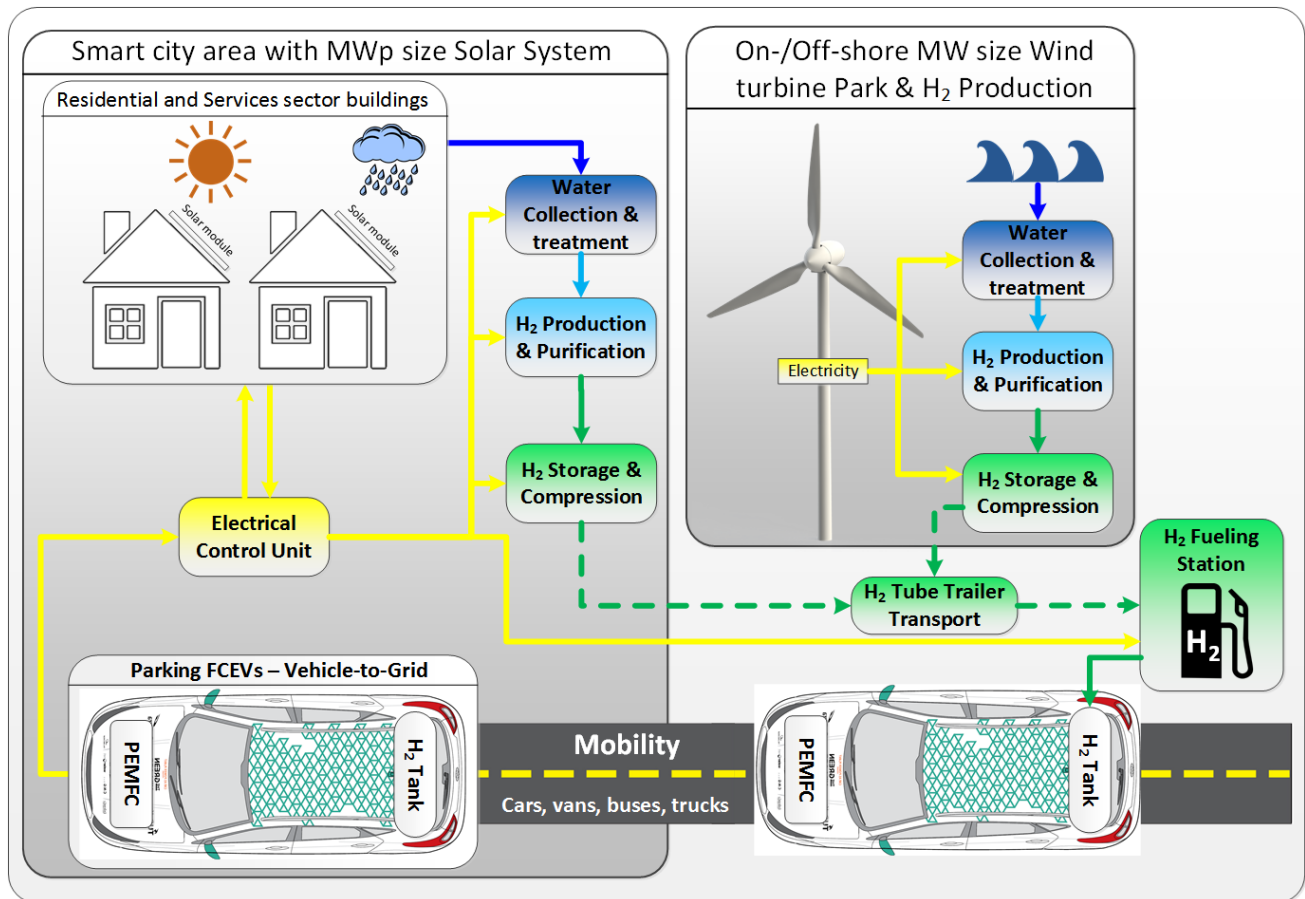 Smart city area with MWp size Solar System
Residential and Services sector buildings
Solar module
Solar module
Water
Collection &
treatment
H₂ Production
& Purification
H₂ Storage &
Compression
Electrical
Control Unit
On-/Off-shore MW size Wind
turbine Park & H₂ Production
Electricity
Water
Collection &
treatment
H₂ Production
& Purification
H₂ Storage &
Compression
H₂ Tube Trailer
Transport
H₂ Fueling
Station
H₂
Parking FCEVs – Vehicle-to-Grid
PEMFC
H₂ Tank
Mobility
Cars, vans, buses, trucks
PEMFC
H₂ Tank